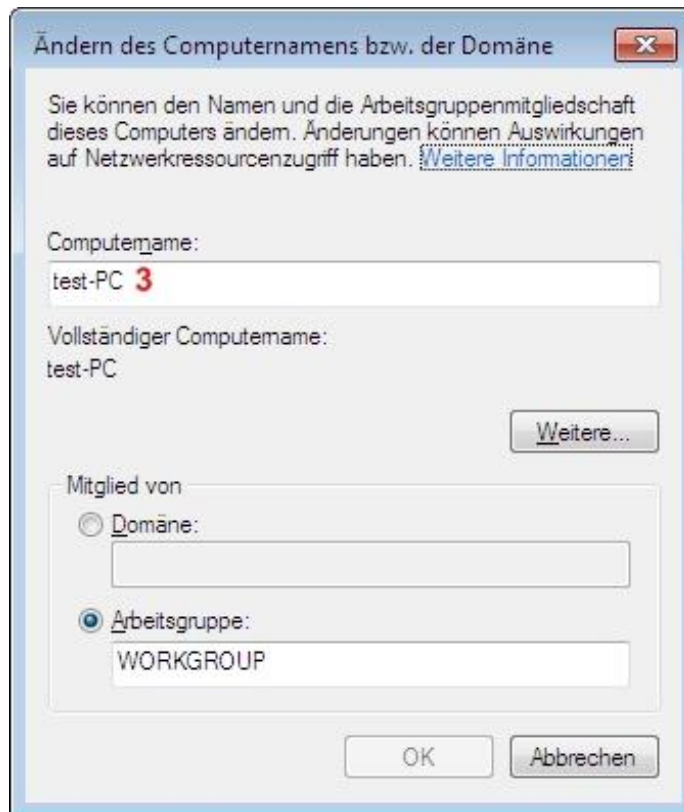 Ändern des Computernamens bzw. der Domäne
Sie können den Namen und die Arbeitsgruppenmitgliedschaft
dieses Computers ändern. Änderungen können Auswirkungen
auf Netzwerkressourcenzugriff haben. Weitere Informationen
Computername:
test-PC 3
Vollständiger Computername:
test-PC
Weitere...
Mitglied von
Domäne:
Arbeitsgruppe:
WORKGROUP
OK Abbrechen